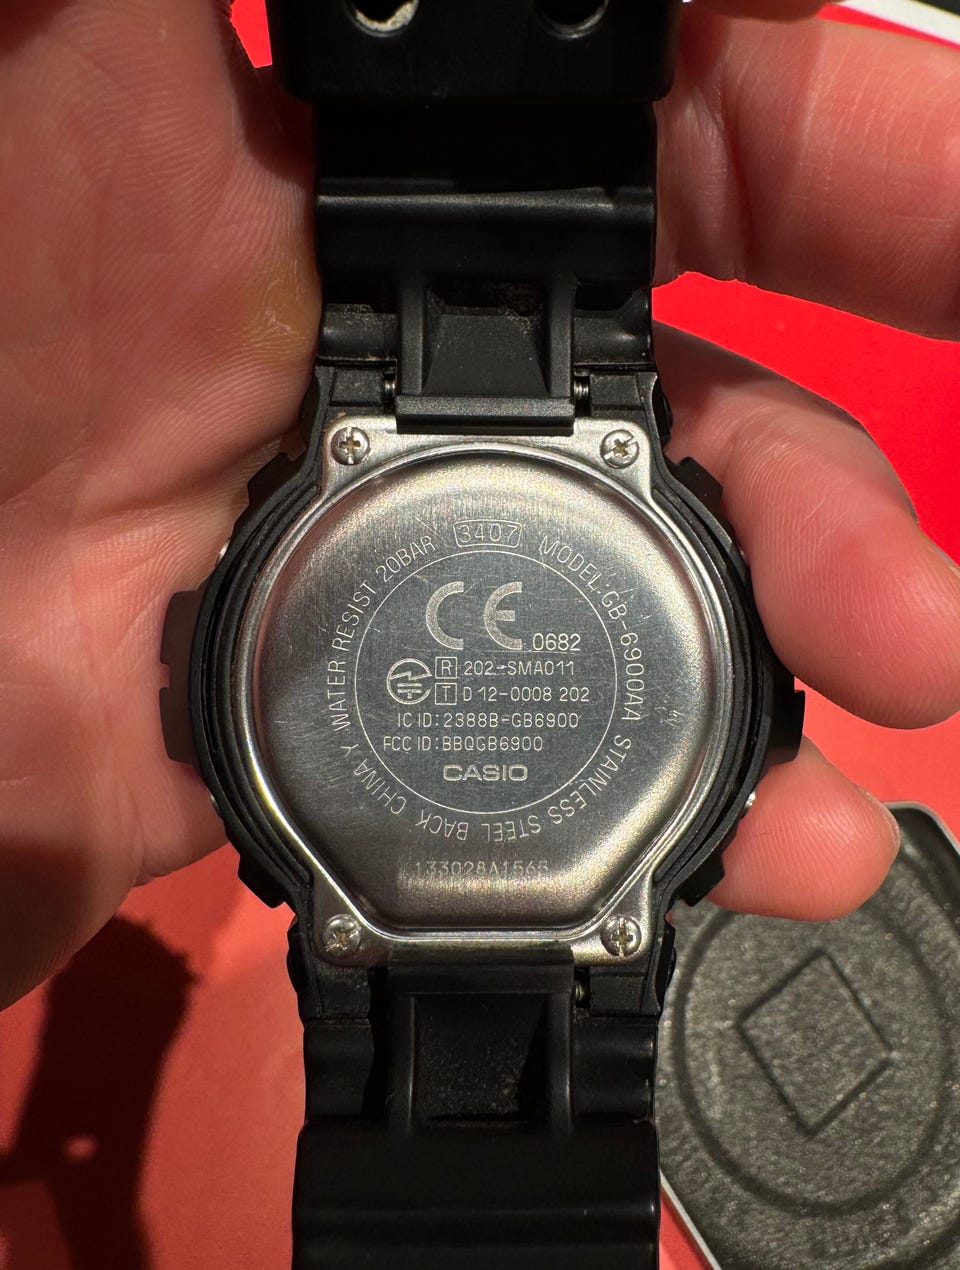 WATER RESIST 20BAR 3407 MODEL.GB-6900AA STAINLESS STEEL BACK CHINA Y
CE 0682
R 202-SMA011
T D 12-0008 202
IC ID:2388B-GB6900
FCC ID:BBQGB6900
CASIO
133028A1565